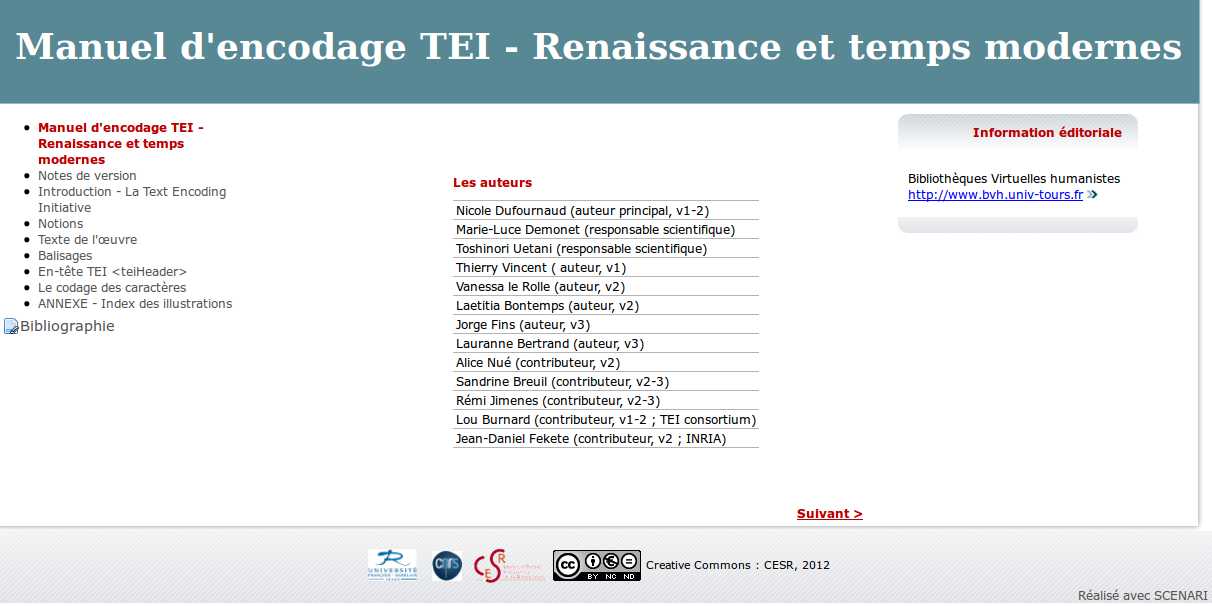 Manuel d'encodage TEI - Renaissance et temps modernes
Manuel d'encodage TEI -
Renaissance et temps
modernes
Notes de version
Introduction - La Text Encoding
Initiative
Notions
Texte de l'œuvre
Balisages
En-tête TEI <teiHeader>
Le codage des caractères
ANNEXE - Index des illustrations
Bibliographie
Les auteurs
Nicole Dufournaud (auteur principal, v1-2)
Marie-Luce Demonet (responsable scientifique)
Toshinori Uetani (responsable scientifique)
Thierry Vincent ( auteur, v1)
Vanessa le Rolle (auteur, v2)
Laetitia Bontemps (auteur, v2)
Jorge Fins (auteur, v3)
Lauranne Bertrand (auteur, v3)
Alice Nué (contributeur, v2)
Sandrine Breuil (contributeur, v2-3)
Rémi Jimenes (contributeur, v2-3)
Lou Burnard (contributeur, v1-2 ; TEI consortium)
Jean-Daniel Fekete (contributeur, v2 ; INRIA)
Suivant >
Information éditoriale
Bibliothèques Virtuelles humanistes
http://www.bvh.univ-tours.fr
UNIVERSITÉ
FRANÇOIS RABELAIS
TOURS
CNRS
CESR
cc BY NC ND
Creative Commons : CESR, 2012
Réalisé avec SCENARI